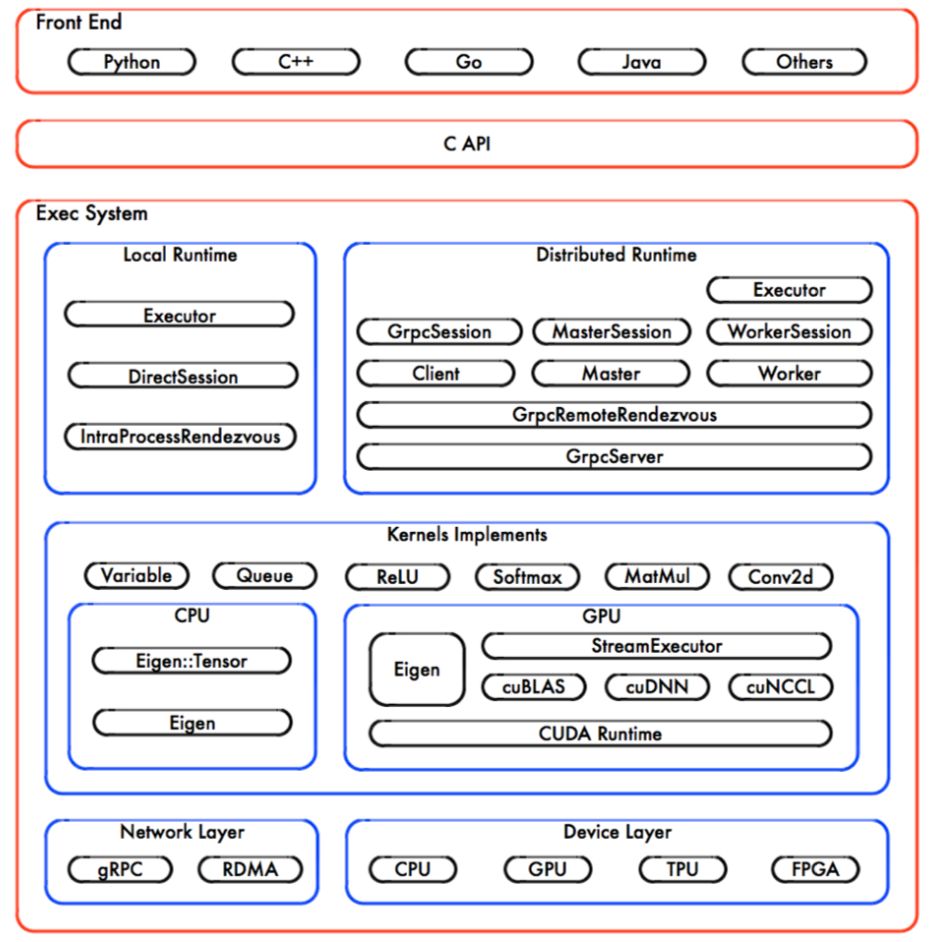 Front End
Python C++ Go Java Others
C API
Exec System
Local Runtime
Executor
DirectSession
IntraProcessRendezvous
Distributed Runtime
Executor
GrpcSession MasterSession WorkerSession
Client Master Worker
GrpcRemoteRendezvous
GrpcServer
Kernels Implements
Variable Queue ReLU Softmax MatMul Conv2d
CPU
Eigen::Tensor
Eigen
GPU
Eigen
StreamExecutor
cuBLAS cuDNN cuNCCL
CUDA Runtime
Network Layer
gRPC RDMA
Device Layer
CPU GPU TPU FPGA